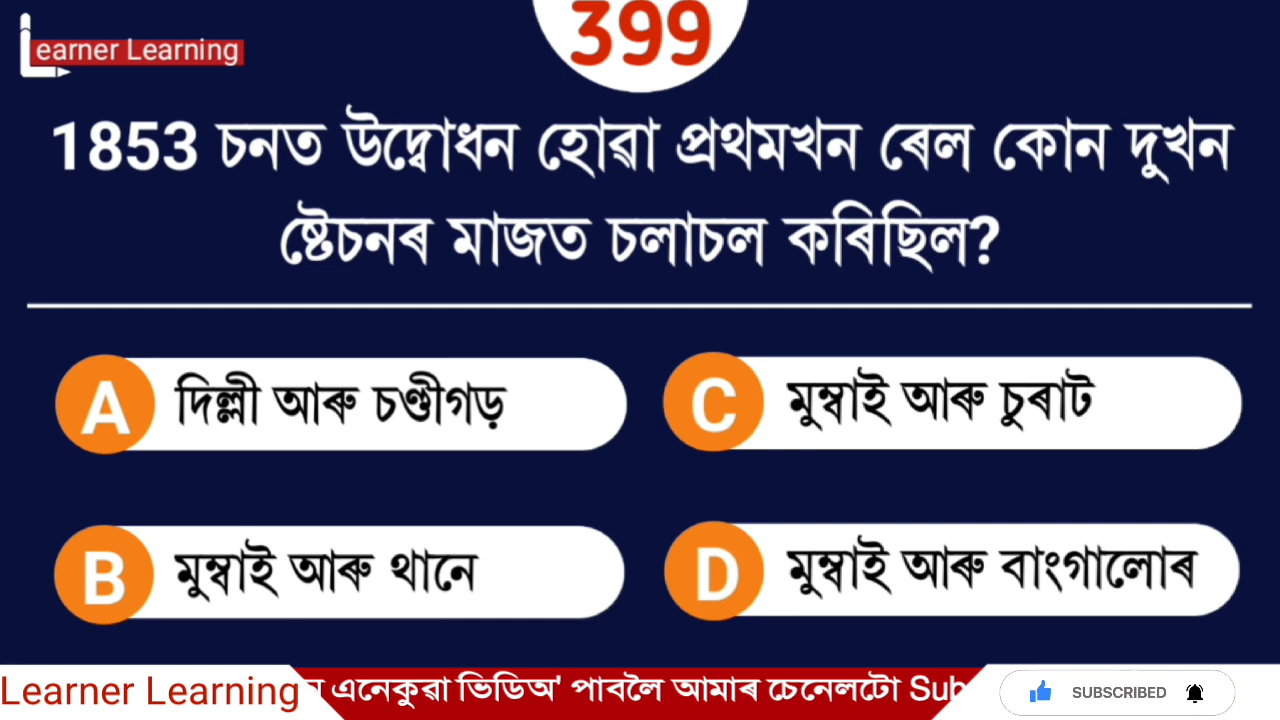 Learner Learning
399
1853 চনত উদ্বোধন হোৱা প্ৰথমখন ৰেল কোন দুখন
ষ্টেচনৰ মাজত চলাচল কৰিছিল?
A দিল্লী আৰু চণ্ডীগড়
C মুম্বাই আৰু চুৰাট
B মুম্বাই আৰু থানে
D মুম্বাই আৰু বাংগালোৰ
Learner Learning
এনেকুৱা ভিডিঅ' পাবলৈ আমাৰ চেনেলটো Sub
SUBSCRIBED